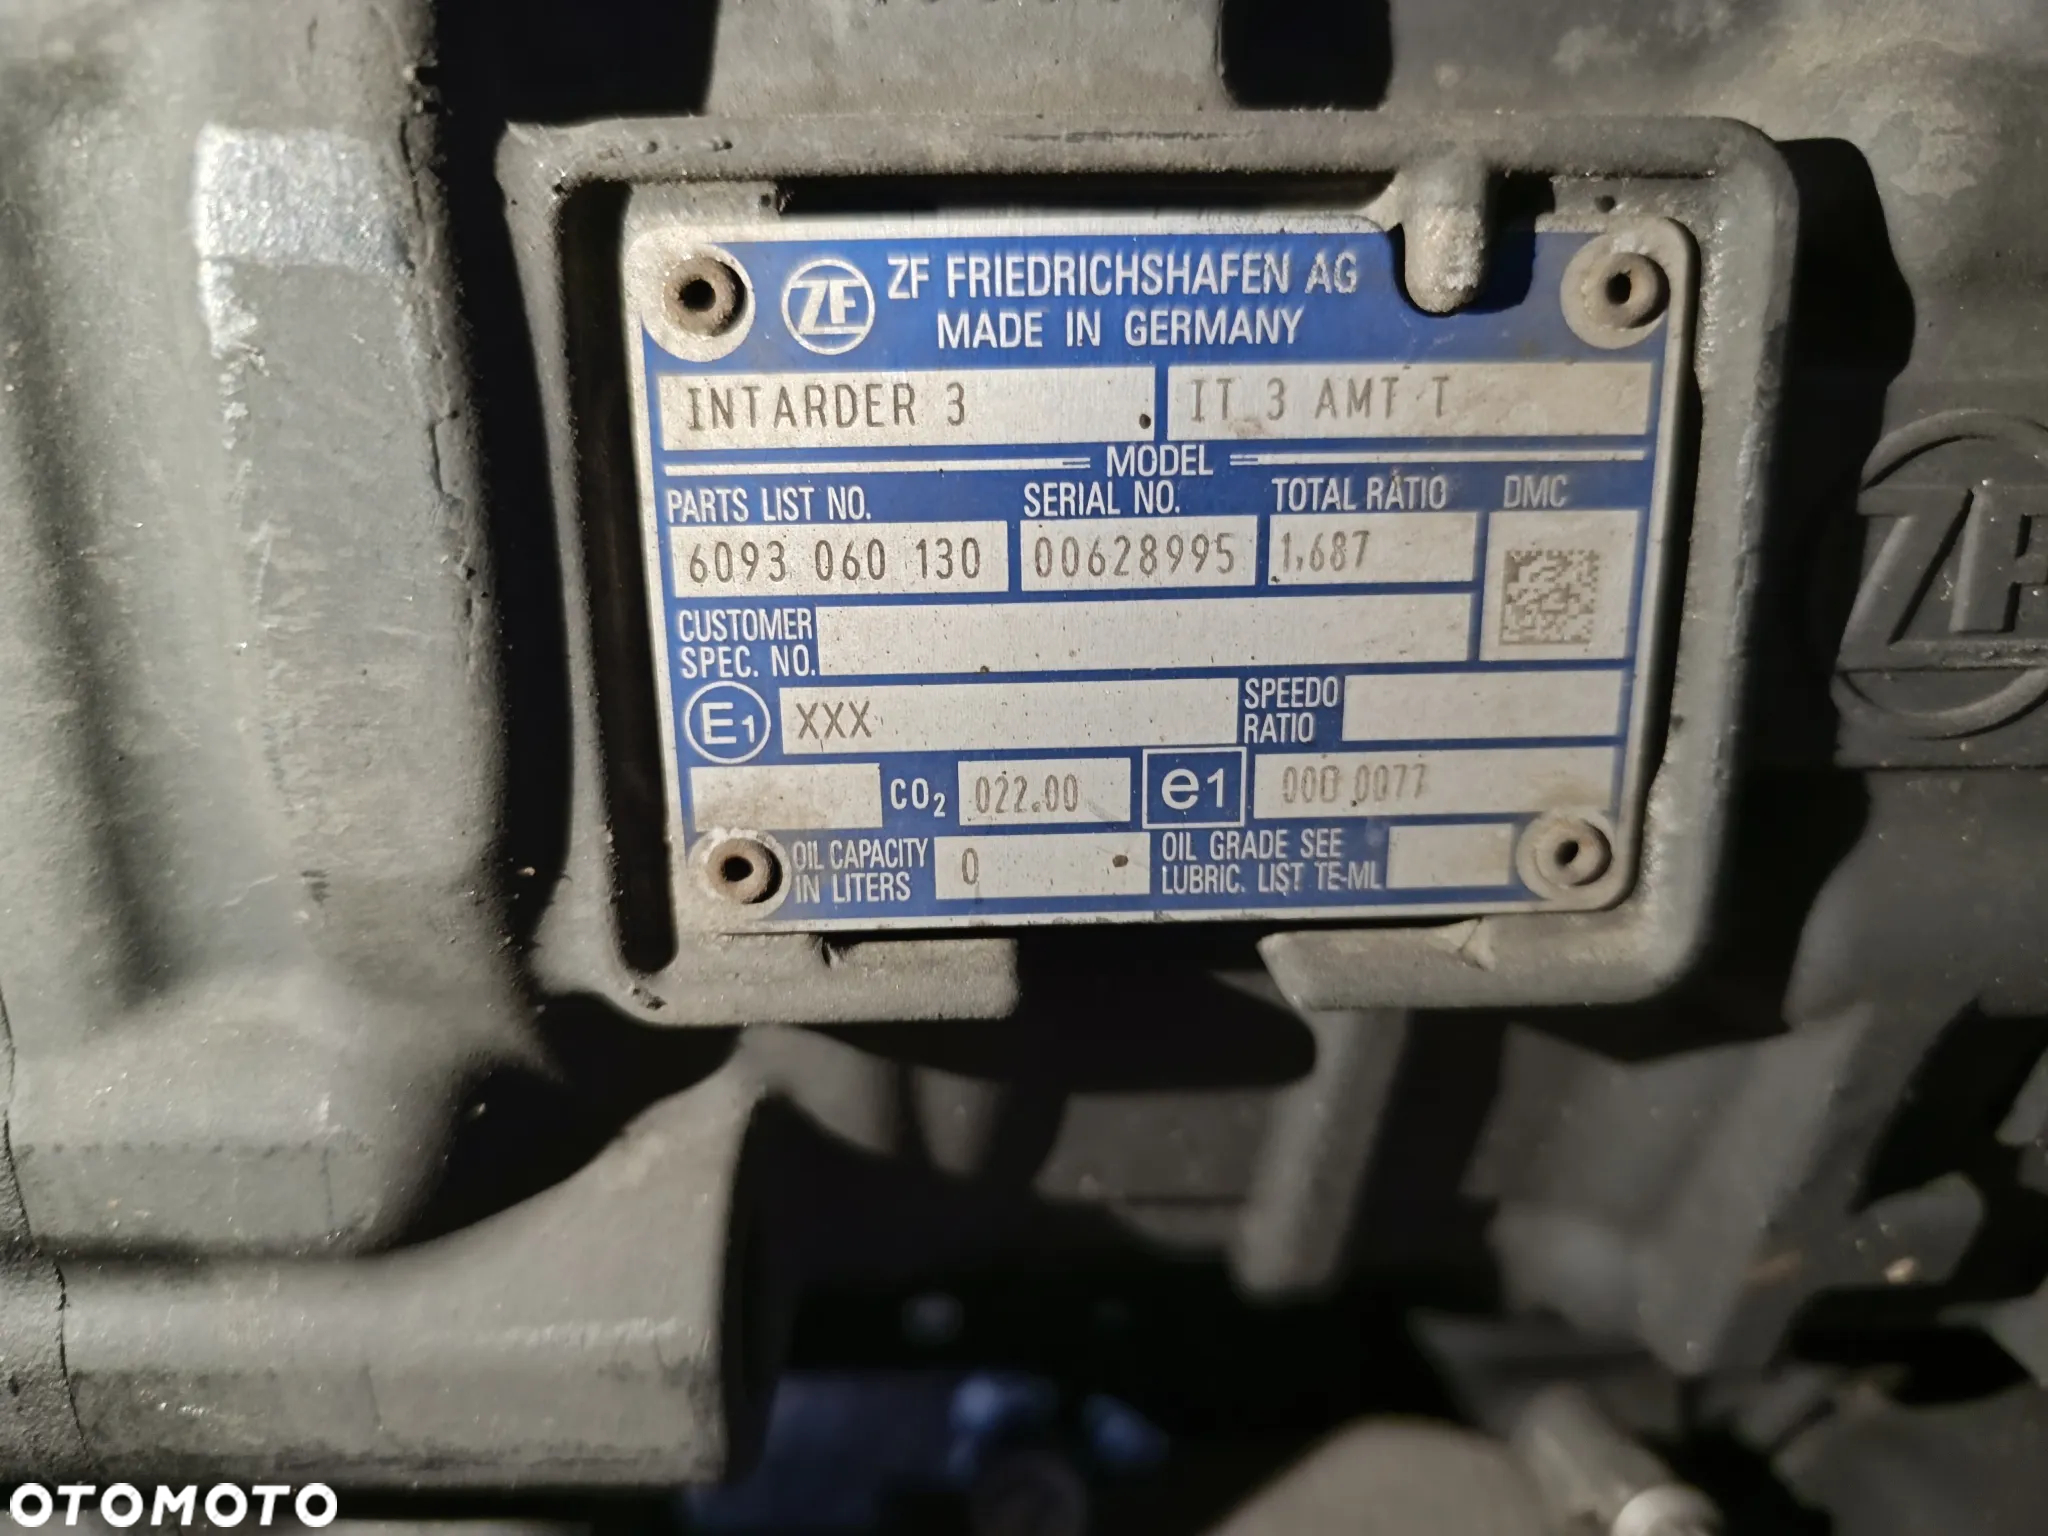 ZF FRIEDRICHSHAFEN AG
MADE IN GERMANY
INTARDER 3 IT 3 AMT T
MODEL
PARTS LIST NO. SERIAL NO. TOTAL RATIO DMC
6093 060 130 00628995 1,687
CUSTOMER
SPEC. NO.
E1 XXX SPEEDO
RATIO
CO2 022.00 e1 000 0077
OIL CAPACITY
IN LITERS 0 OIL GRADE SEE
LUBRIC. LIST TE-ML
ZF
OTOMOTO